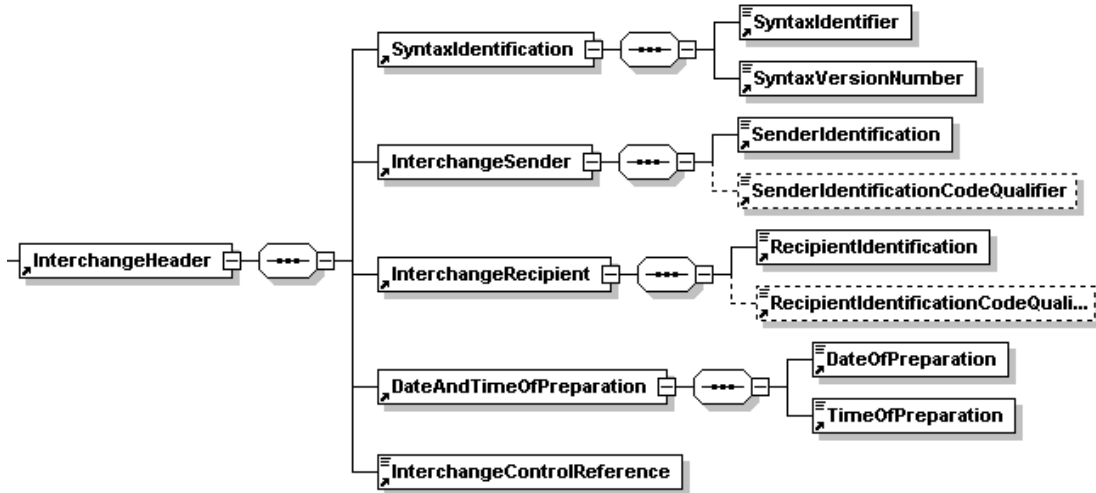 SyntaxIdentifier
SyntaxIdentification
SyntaxVersionNumber
SenderIdentification
InterchangeSender
SenderIdentificationCodeQualifier
InterchangeHeader
RecipientIdentification
InterchangeRecipient
RecipientIdentificationCodeQuali...
DateOfPreparation
DateAndTimeOfPreparation
TimeOfPreparation
InterchangeControlReference